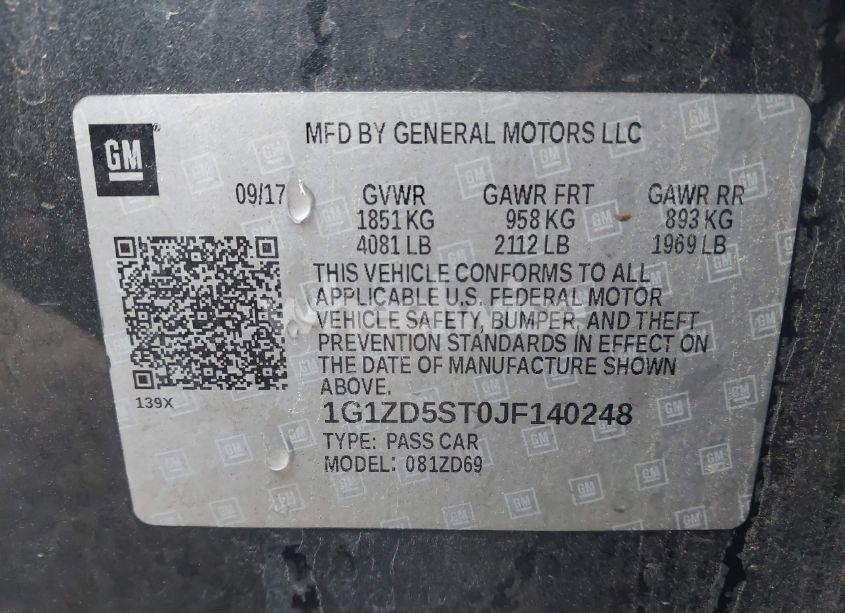 GM
MFD BY GENERAL MOTORS LLC
09/17 GVWR GAWR FRT GAWR RR
1851 KG 958 KG 893 KG
4081 LB 2112 LB 1969 LB
THIS VEHICLE CONFORMS TO ALL
APPLICABLE U.S. FEDERAL MOTOR
VEHICLE SAFETY, BUMPER, AND THEFT
PREVENTION STANDARDS IN EFFECT ON
THE DATE OF MANUFACTURE SHOWN
ABOVE.
139X
1G1ZD5ST0JF140248
TYPE: PASS CAR
MODEL: 081ZD69